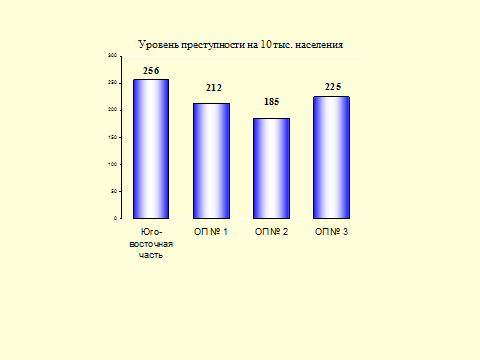 Уровень преступности на 10 тыс. населения
300
250
200
150
100
50
0
256
212
185
225
Юго-
восточная
часть
ОП № 1
ОП № 2
ОП № 3